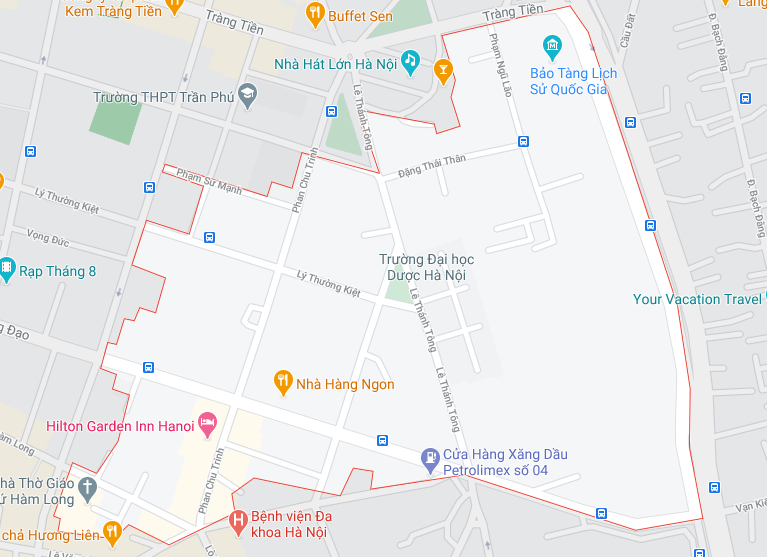 Kem Tràng Tiền
Tràng Tiền
Buffet Sen
Tràng Tiền
Cầu Đất
Đ. Bạch Đằng
Phạm Ngũ Lão
Nhà Hát Lớn Hà Nội
Bảo Tàng Lịch
Sử Quốc Gia
Trường THPT Trần Phú
Lê Thánh Tông
Phan Chu Trinh
Đặng Thái Thân
Phạm Sư Mạnh
Lý Thường Kiệt
Đ. Bạch Đằng
Vọng Đức
Rạp Tháng 8
Trường Đại học
Dược Hà Nội
Lý Thường Kiệt
Your Vacation Travel
Lê Thánh Tông
Đạo
Nhà Hàng Ngon
Lê Thánh Tông
Hilton Garden Inn Hanoi
Long
Cửa Hàng Xăng Dầu
Petrolimex số 04
Phan Chu Trinh
hà Thờ Giáo
ứ Hàm Long
Bệnh viện Đa
khoa Hà Nội
chả Hương Liên